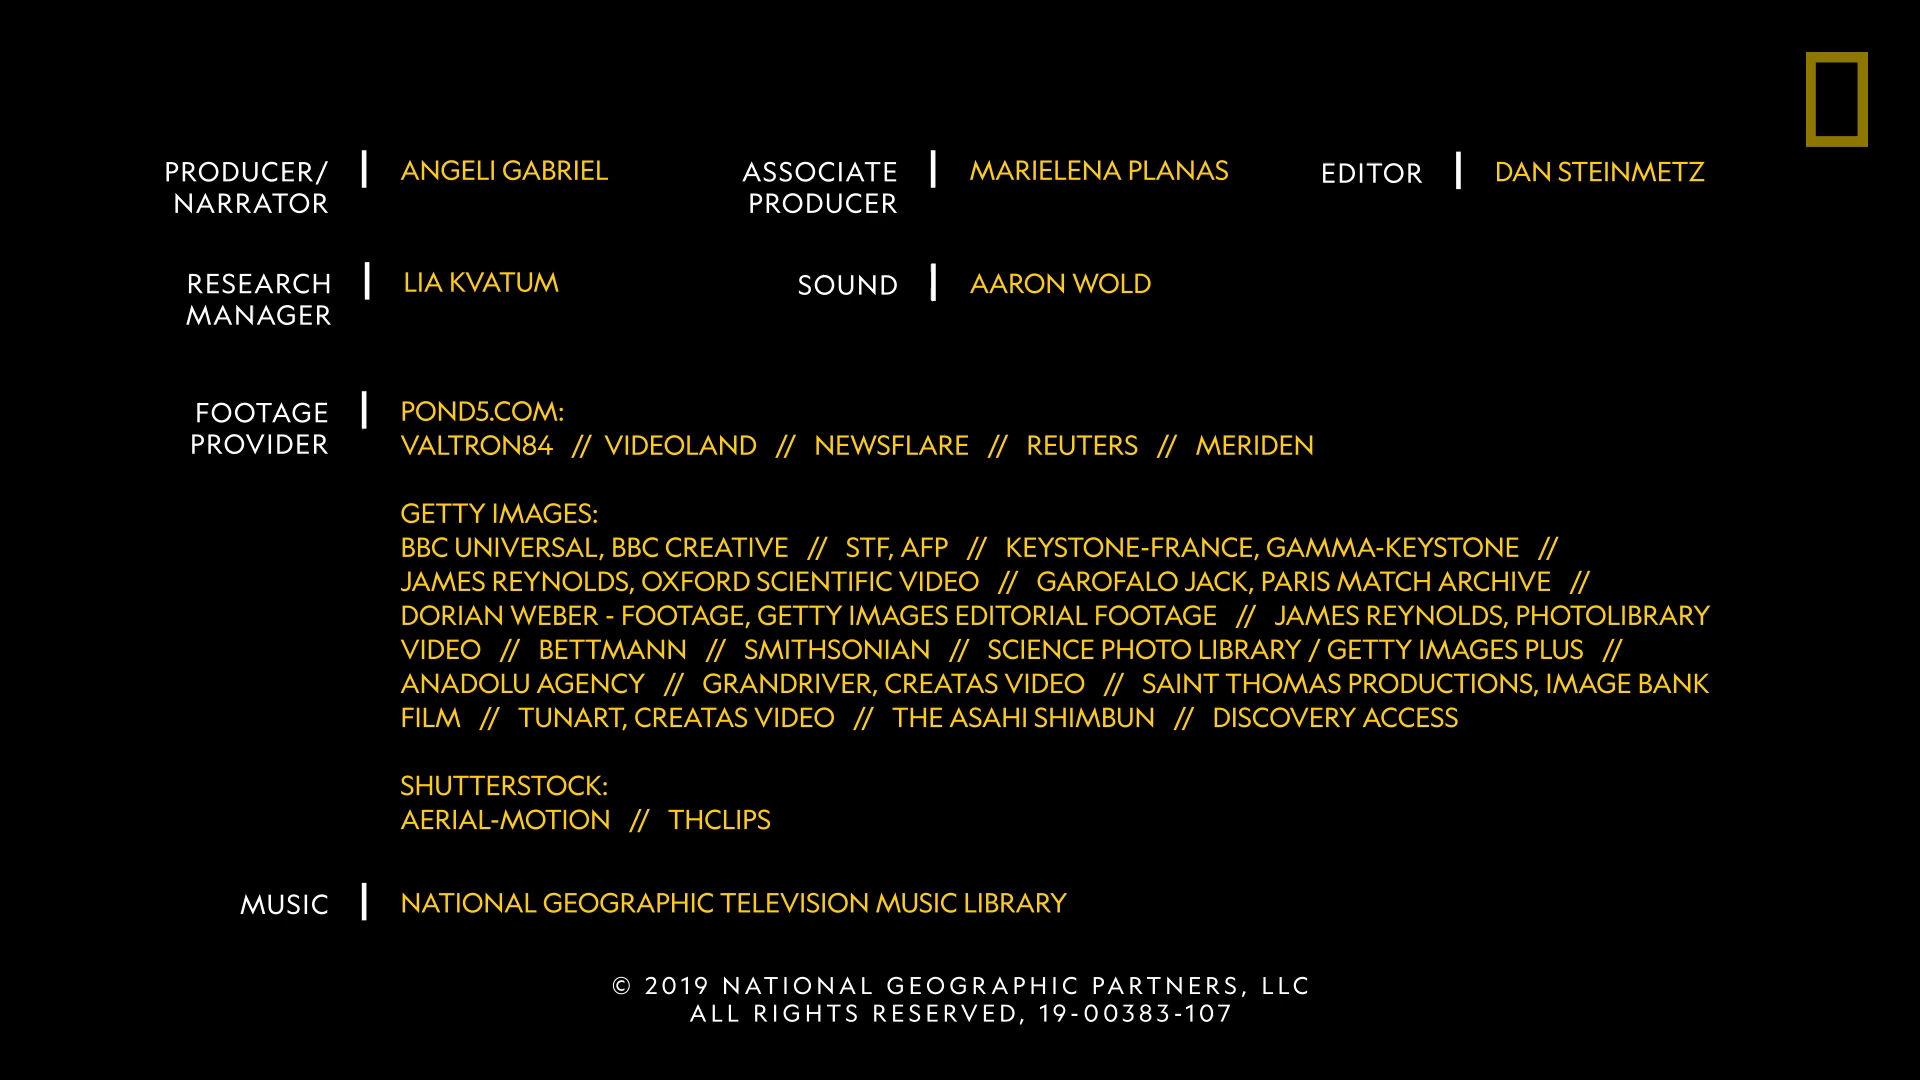 PRODUCER/ | ANGELI GABRIEL
NARRATOR
ASSOCIATE | MARIELENA PLANAS
PRODUCER
EDITOR | DAN STEINMETZ
RESEARCH | LIA KVATUM
MANAGER
SOUND | AARON WOLD
FOOTAGE | POND5.COM:
PROVIDER
VALTRON84 // VIDEOLAND // NEWSFLARE // REUTERS // MERIDEN
GETTY IMAGES:
BBC UNIVERSAL, BBC CREATIVE // STF, AFP // KEYSTONE-FRANCE, GAMMA-KEYSTONE //
JAMES REYNOLDS, OXFORD SCIENTIFIC VIDEO // GAROFALO JACK, PARIS MATCH ARCHIVE //
DORIAN WEBER - FOOTAGE, GETTY IMAGES EDITORIAL FOOTAGE // JAMES REYNOLDS, PHOTOLIBRARY
VIDEO // BETTMANN // SMITHSONIAN // SCIENCE PHOTO LIBRARY / GETTY IMAGES PLUS //
ANADOLU AGENCY // GRANDRIVER, CREATAS VIDEO // SAINT THOMAS PRODUCTIONS, IMAGE BANK
FILM // TUNART, CREATAS VIDEO // THE ASAHI SHIMBUN // DISCOVERY ACCESS
SHUTTERSTOCK:
AERIAL-MOTION // THCLIPS
MUSIC | NATIONAL GEOGRAPHIC TELEVISION MUSIC LIBRARY
© 2019 NATIONAL GEOGRAPHIC PARTNERS, LLC
ALL RIGHTS RESERVED, 19-00383-107